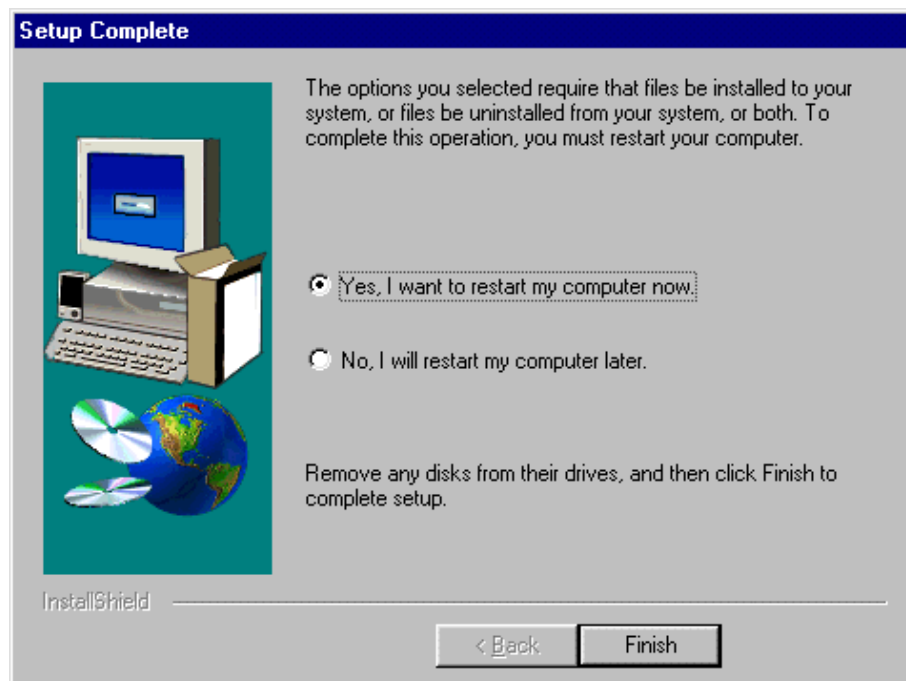 Setup Complete
The options you selected require that files be installed to your
system, or files be uninstalled from your system, or both. To
complete this operation, you must restart your computer.
Yes, I want to restart my computer now.
No, I will restart my computer later.
Remove any disks from their drives, and then click Finish to
complete setup.
InstallShield
< Back
Finish